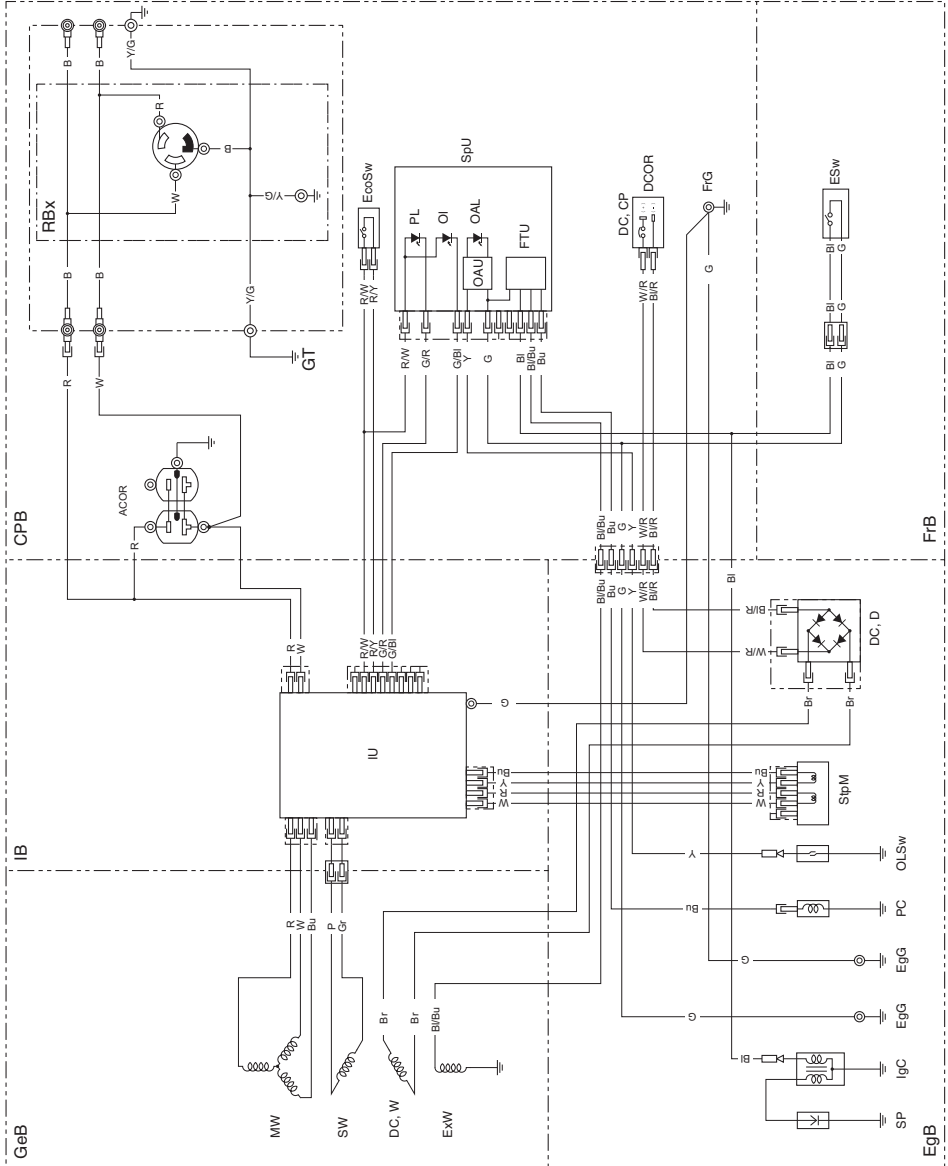 CPB
RBx
B
B
Y/G
R
B
W
Y/G
B
B
Y/G
GT
R
W
ACOR
R
EcoSw
R/W
R/Y
SpU
PL
OI
OAL
OAU
FTU
R/W
G/R
G/Bl
Y
G
Bl
Bl/Bu
Bu
DC, CP
DCOR
W/R
Bl/R
FrG
G
ESw
Bl
G
Bl
G
Bl
G
FrB
Bl/Bu
Bu
G
Y
W/R
Bl/R
IB
R
W
R/W
R/Y
G/R
G/Bl
IU
G
Bu
Y
R
W
Bl/Bu
Bu
G
Y
W/R
Bl/R
Bl
Bl/R
W/R
DC, D
Br
Br
Bu
Y
R
W
StpM
GeB
R
W
Bu
P
Gr
Br
Br
Bl/Bu
MW
SW
DC, W
ExW
Y
OLSw
Bu
PC
G
EgG
G
EgG
Bl
IgC
SP
EgB